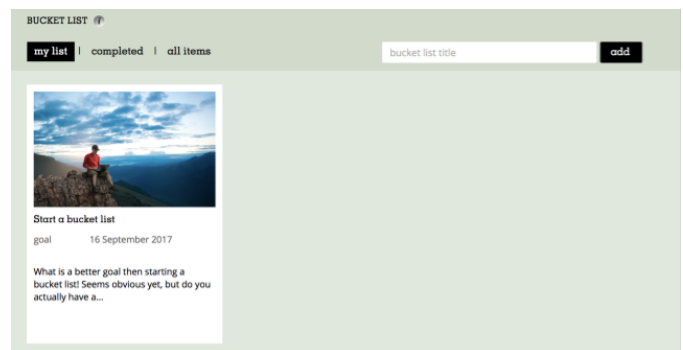 BUCKET LIST
my list | completed | all items
bucket list title
add
Start a bucket list
goal 16 September 2017
What is a better goal then starting a
bucket list! Seems obvious yet, but do you
actually have a...